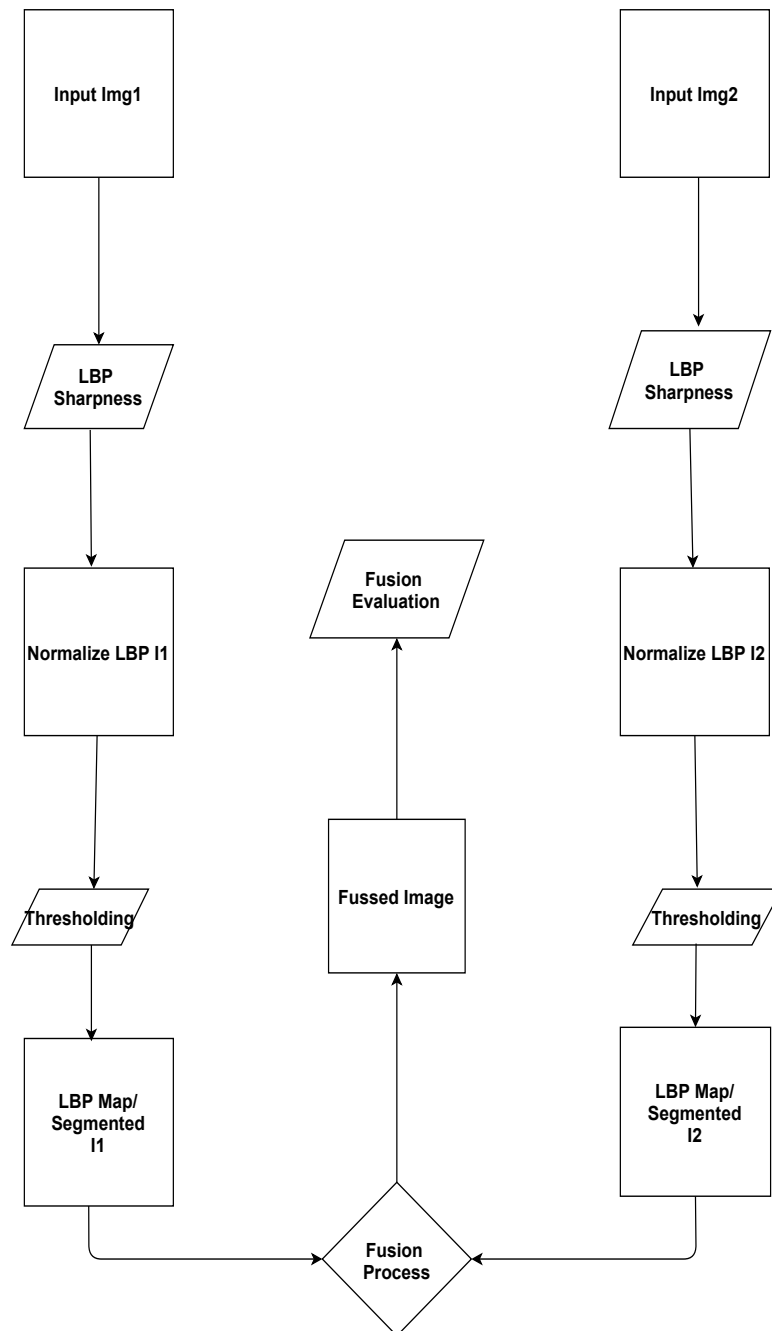 Input Img1
Input Img2
LBP
Sharpness
LBP
Sharpness
Fusion
Evaluation
Normalize LBP I1
Normalize LBP I2
Fussed Image
Thresholding
Thresholding
LBP Map/
Segmented
I1
LBP Map/
Segmented
I2
Fusion
Process